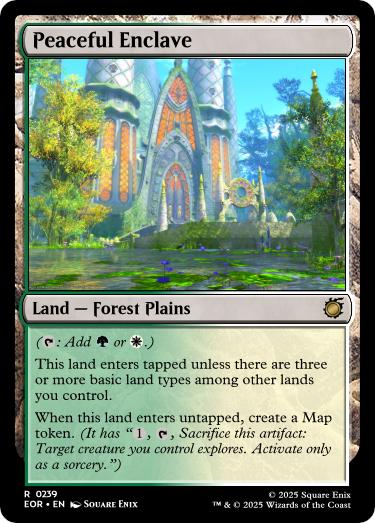 Peaceful Enclave
Land — Forest Plains
(: Add or .)
This land enters tapped unless there are three
or more basic land types among other lands
you control.
When this land enters untapped, create a Map
token. (It has “1, , Sacrifice this artifact:
Target creature you control explores. Activate only
as a sorcery.”)
R 0239
EOR • EN SQUARE ENIX
© 2025 Square Enix
™ & © 2025 Wizards of the Coast